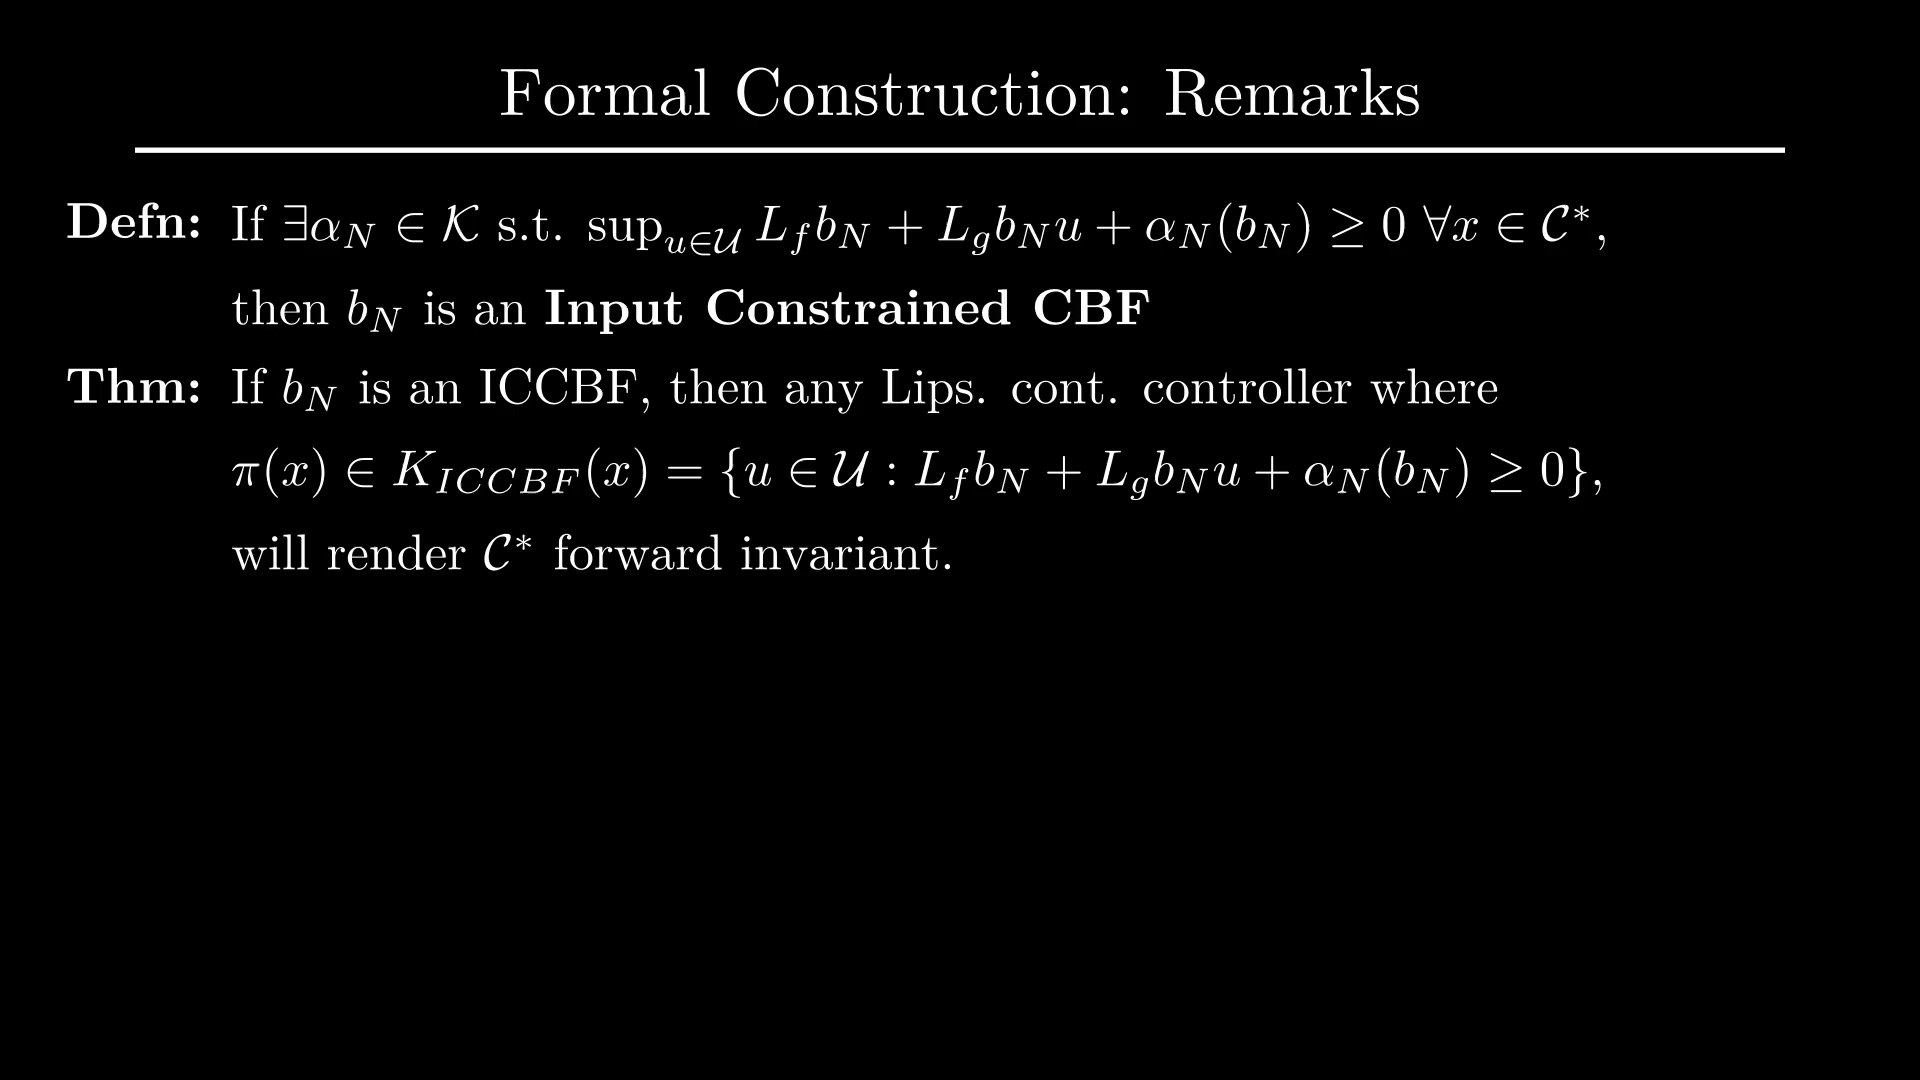 Formal Construction: Remarks
Defn: If ∃α_N ∈ 𝒦 s.t. sup_{u∈𝒰} L_f b_N + L_g b_N u + α_N(b_N) ≥ 0 ∀x ∈ 𝒞*,
then b_N is an Input Constrained CBF
Thm: If b_N is an ICCBF, then any Lips. cont. controller where
π(x) ∈ K_{ICCBF}(x) = {u ∈ 𝒰 : L_f b_N + L_g b_N u + α_N(b_N) ≥ 0},
will render 𝒞* forward invariant.